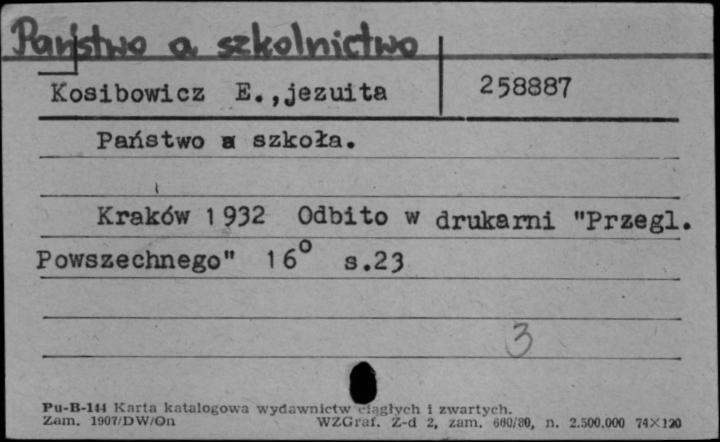 Państwo a szkolnictwo
Kosibowicz E.,jezuita 258887
Państwo a szkoła.
Kraków 1932 Odbito w drukarni "Przegl.
Powszechnego" 16° s.23
3
Pu-B-144 Karta katalogowa wydawnictw ciągłych i zwartych.
Zam. 1907/DW/On WZGraf. Z-d 2, zam. 660/80, n. 2.500.000 74×120